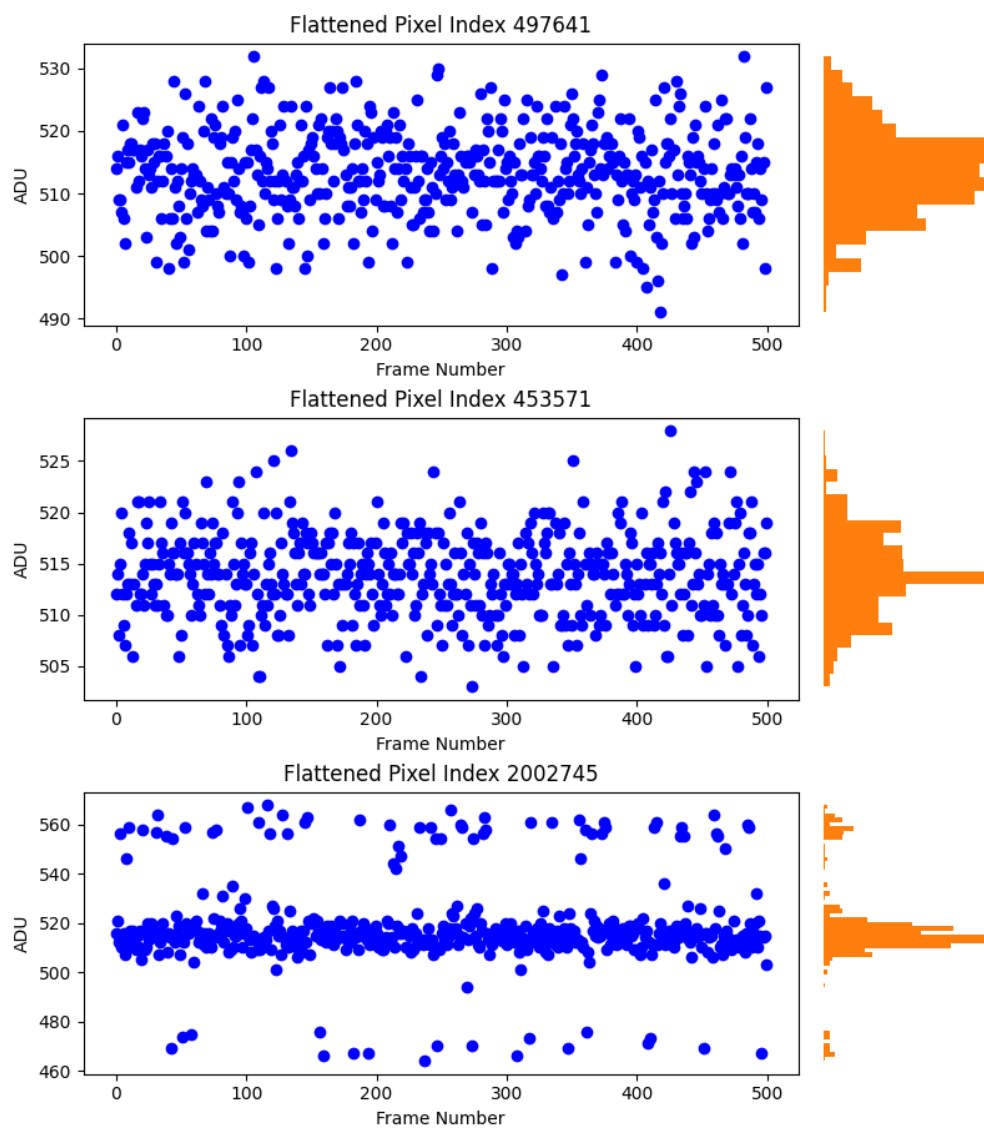 Flattened Pixel Index 497641
530
520
510
500
490
ADU
0 100 200 300 400 500
Frame Number
Flattened Pixel Index 453571
525
520
515
510
505
ADU
0 100 200 300 400 500
Frame Number
Flattened Pixel Index 2002745
560
540
520
500
480
460
ADU
0 100 200 300 400 500
Frame Number